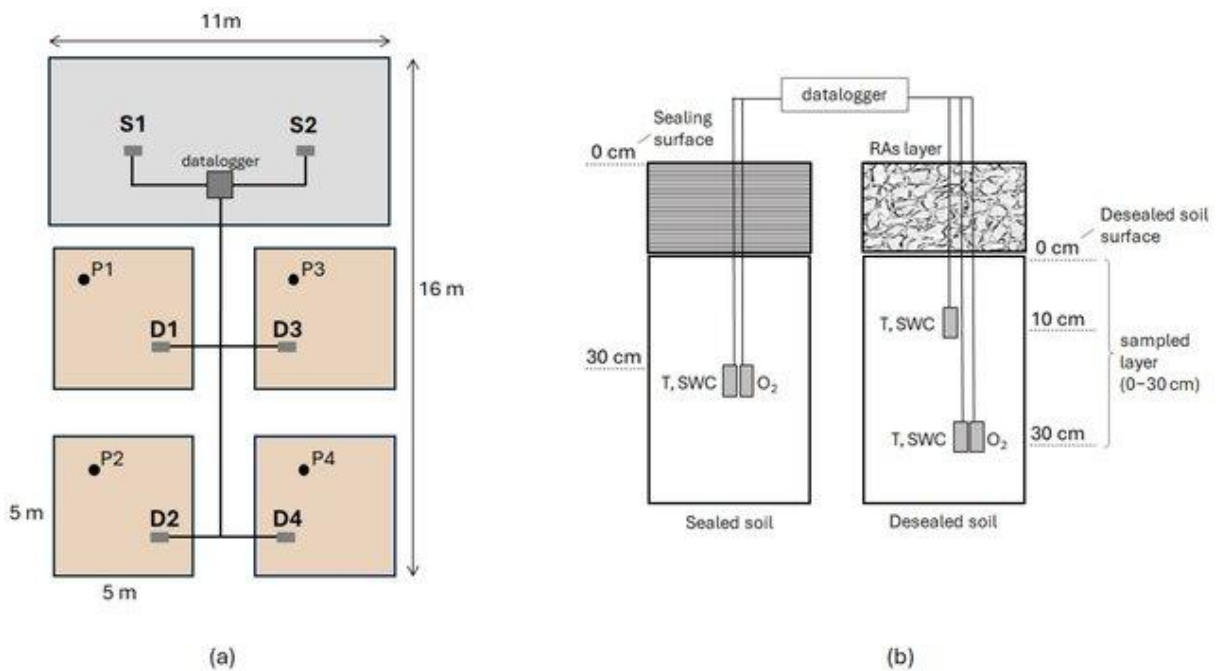 11m
S1
S2
datalogger
P1
P3
16 m
D1
D3
P2
P4
5 m
D2
D4
5 m
(a)
datalogger
Sealing
surface
0 cm
RAs layer
Desealed soil
surface
0 cm
T, SWC
10 cm
sampled
layer
(0–30 cm)
30 cm
T, SWC
O₂
T, SWC
O₂
30 cm
Sealed soil
Desealed soil
(b)